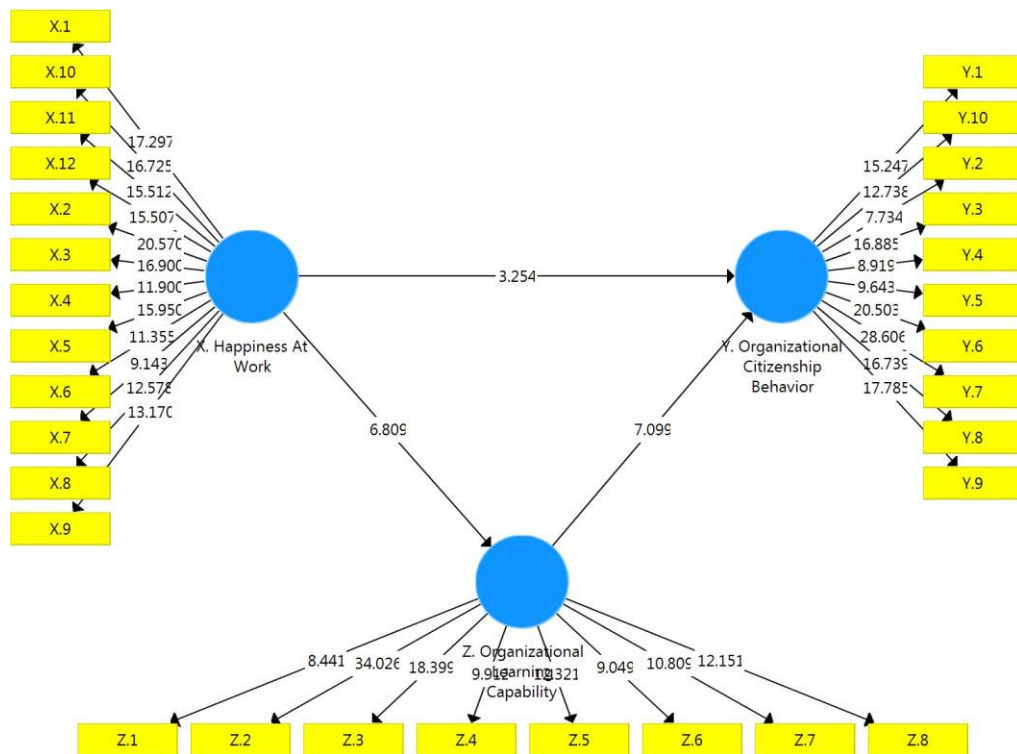 X.1
X.10
X.11
X.12
X.2
X.3
X.4
X.5
X.6
X.7
X.8
X.9
17.297
16.725
15.512
15.507
20.570
16.900
11.900
15.950
11.355
9.143
12.578
13.170
X. Happiness At
Work
3.254
6.809
7.099
Y. Organizational
Citizenship
Behavior
15.247
12.738
7.734
16.885
8.919
9.643
20.503
28.606
16.739
17.785
Y.1
Y.10
Y.2
Y.3
Y.4
Y.5
Y.6
Y.7
Y.8
Y.9
Z. Organizational
Learning
Capability
8.441
34.026
18.399
9.912
9.049
10.809
12.151
Z.1
Z.2
Z.3
Z.4
Z.5
Z.6
Z.7
Z.8